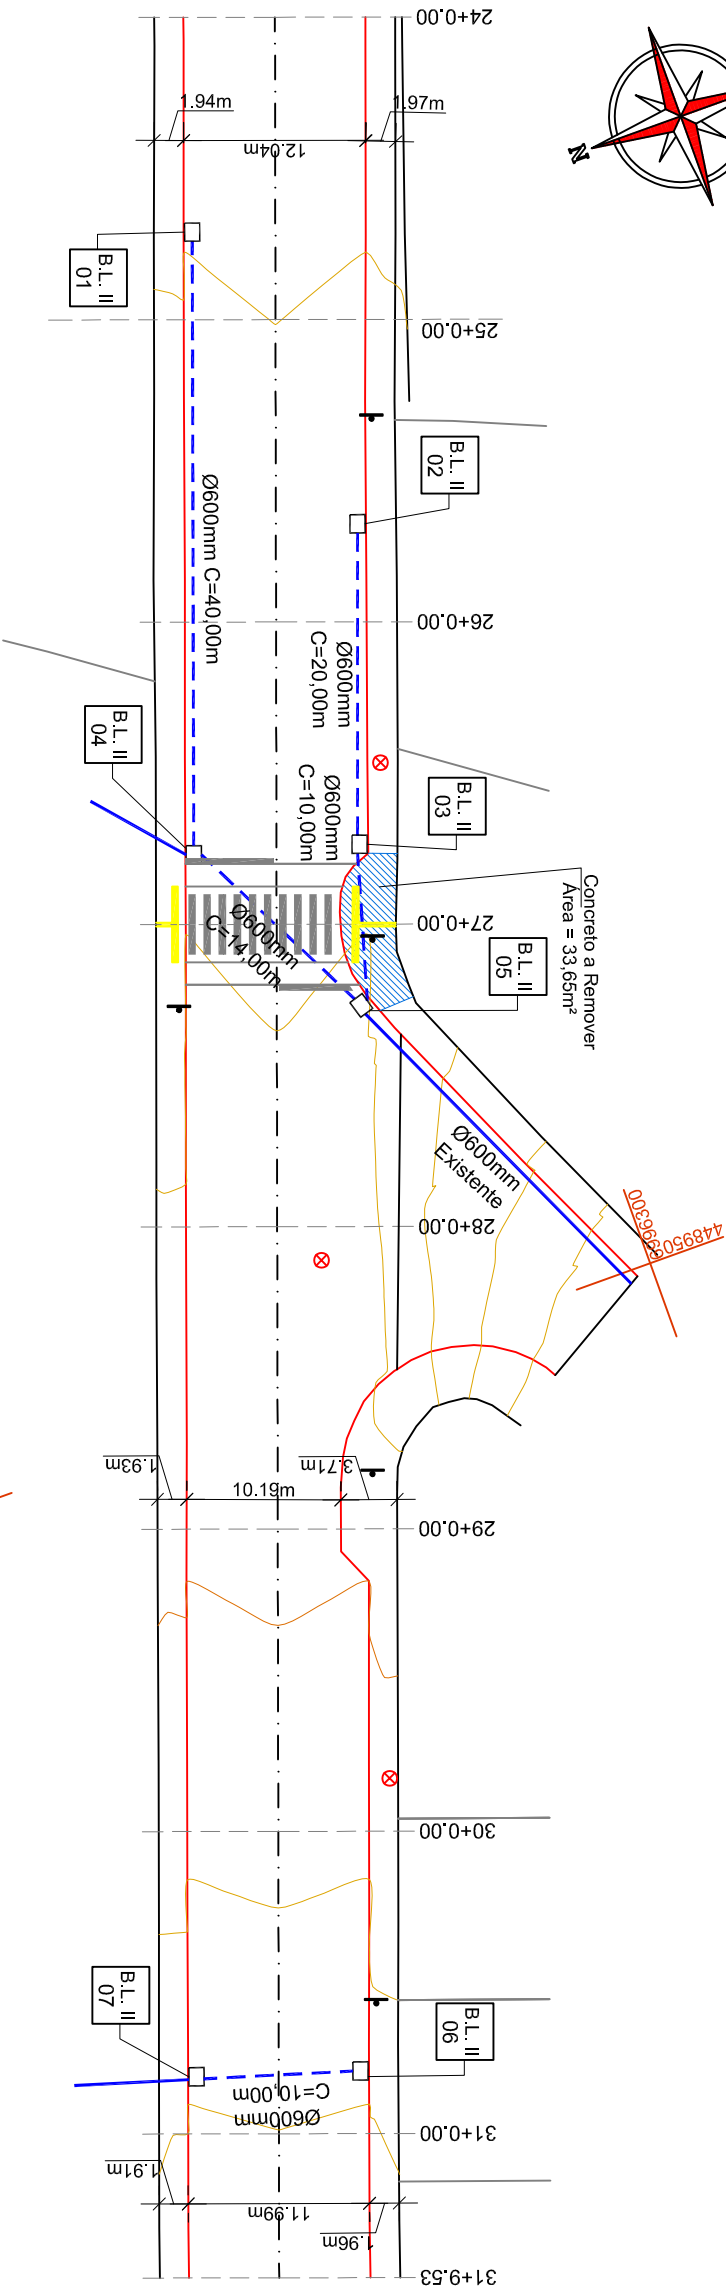 24+0.00
1.94m
1.97m
12.04m
N
B.L. II
01
25+0.00
B.L. II
02
Ø600mm C=40,00m
26+0.00
Ø600mm
C=20,00m
B.L. II
04
Ø600mm
C=10,00m
B.L. II
03
Concreto a Remover
Área = 33,65m²
27+0.00
Ø600mm
C=14,00m
B.L. II
05
Ø600mm
Existente
28+0.00
1.93m
3.71m
10.19m
29+0.00
30+0.00
B.L. II
07
B.L. II
06
Ø600mm
C=10,00m
31+0.00
1.91m
11.99m
1.96m
31+9.53